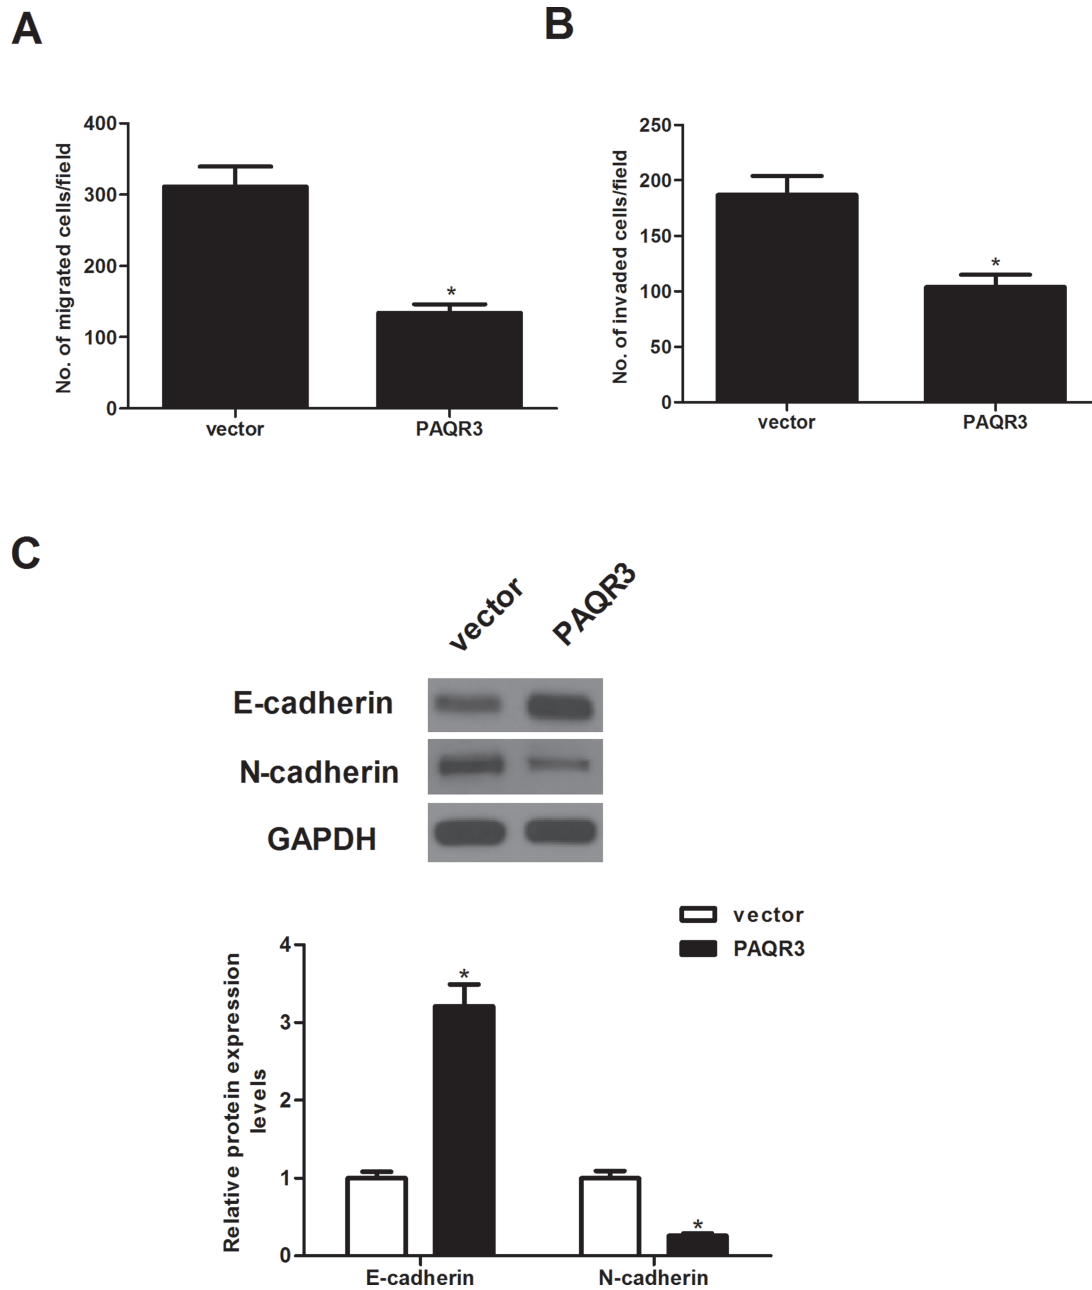 A
B
No. of migrated cells/field
400
300
200
100
0
*
vector
PAQR3
No. of invaded cells/field
250
200
150
100
50
0
*
vector
PAQR3
C
vector
PAQR3
E-cadherin
N-cadherin
GAPDH
vector
PAQR3
Relative protein expression
levels
4
3
2
1
0
*
*
E-cadherin
N-cadherin